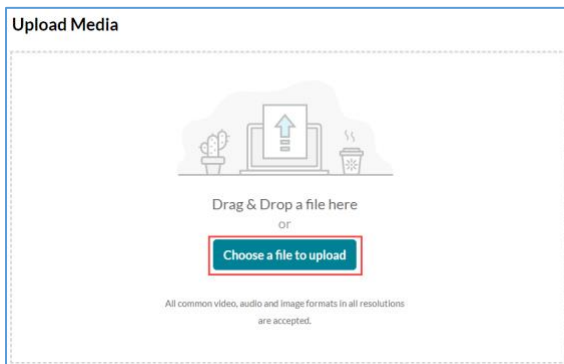 Upload Media
Drag & Drop a file here
or
Choose a file to upload
All common video, audio and image formats in all resolutions
are accepted.